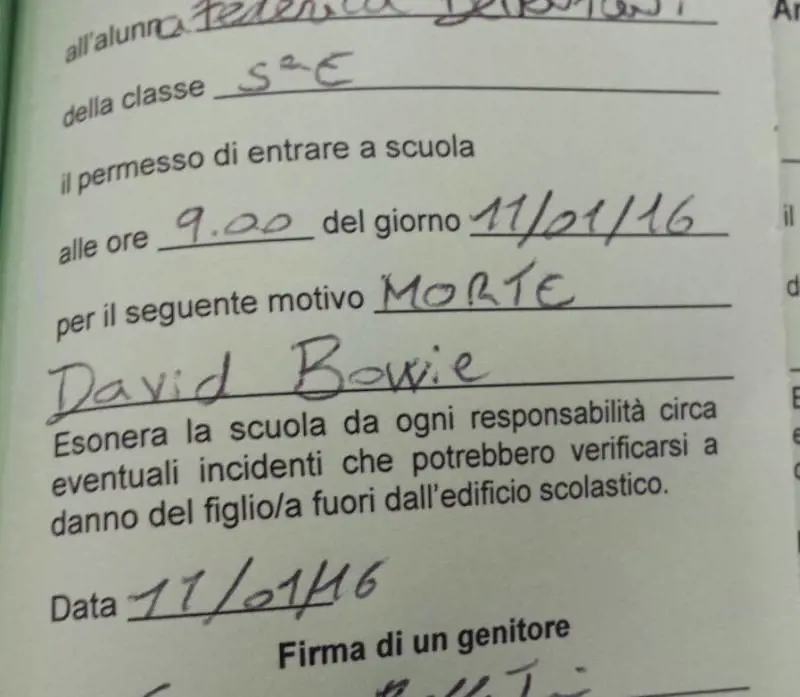 all'alunna Federica
della classe 5ª E
il permesso di entrare a scuola
alle ore 9.00 del giorno 11/01/16
per il seguente motivo MORTE
David Bowie
Esonera la scuola da ogni responsabilità circa
eventuali incidenti che potrebbero verificarsi a
danno del figlio/a fuori dall'edificio scolastico.
Data 11/01/16
Firma di un genitore